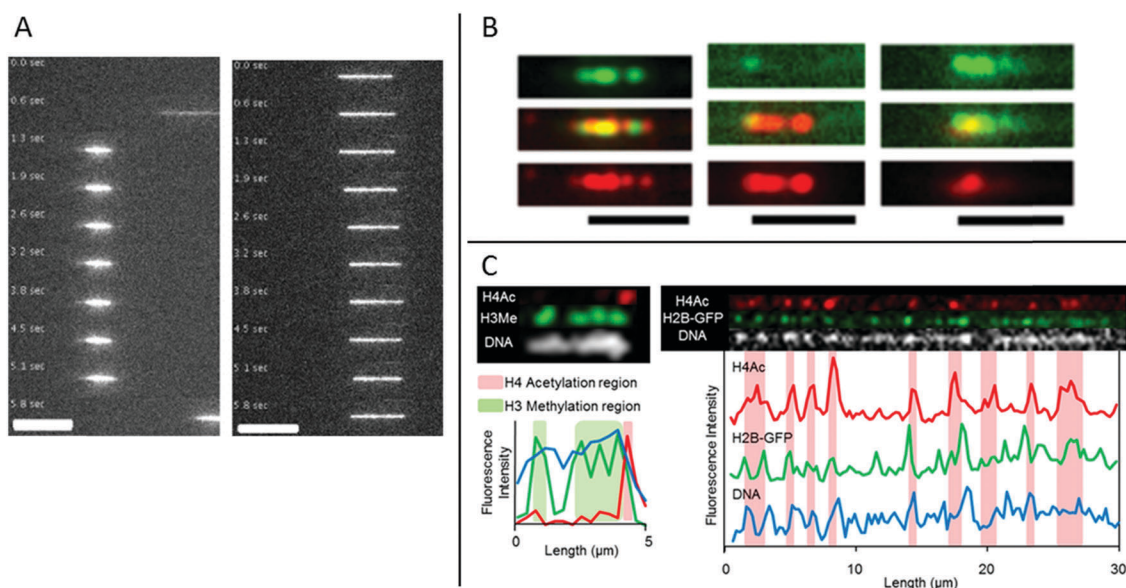 A
0.0 sec
0.6 sec
1.3 sec
1.9 sec
2.6 sec
3.2 sec
3.8 sec
4.5 sec
5.1 sec
5.8 sec
0.0 sec
0.6 sec
1.3 sec
1.9 sec
2.6 sec
3.2 sec
3.8 sec
4.5 sec
5.1 sec
5.8 sec
B
C
H4Ac
H3Me
DNA
H4 Acetylation region
H3 Methylation region
Fluorescence
Intensity
0
5
Length (µm)
H4Ac
H2B-GFP
DNA
H4Ac
H2B-GFP
DNA
Fluorescence Intensity
0
10
20
30
Length (µm)